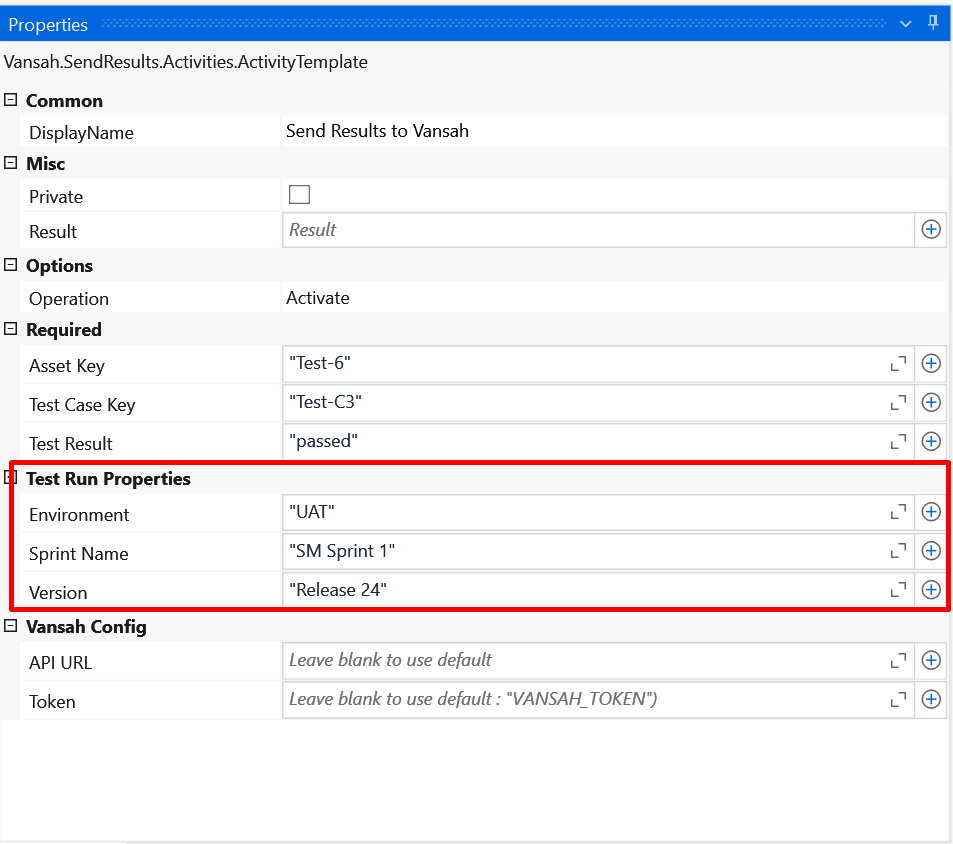 Properties
Vansah.SendResults.Activities.ActivityTemplate
Common
DisplayName Send Results to Vansah
Misc
Private
Result Result
Options
Operation Activate
Required
Asset Key "Test-6"
Test Case Key "Test-C3"
Test Result "passed"
Test Run Properties
Environment "UAT"
Sprint Name "SM Sprint 1"
Version "Release 24"
Vansah Config
API URL Leave blank to use default
Token Leave blank to use default : "VANSAH_TOKEN")